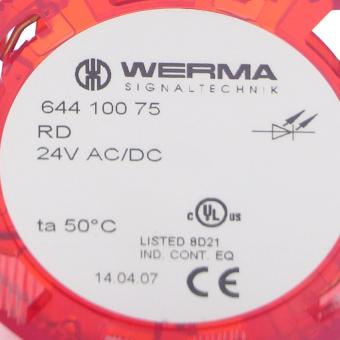 WERMA
SIGNALTECHNIK
644 100 75
RD
24V AC/DC
ta 50°C
C UL US
LISTED 8D21
IND. CONT. EQ
14.04.07
CE